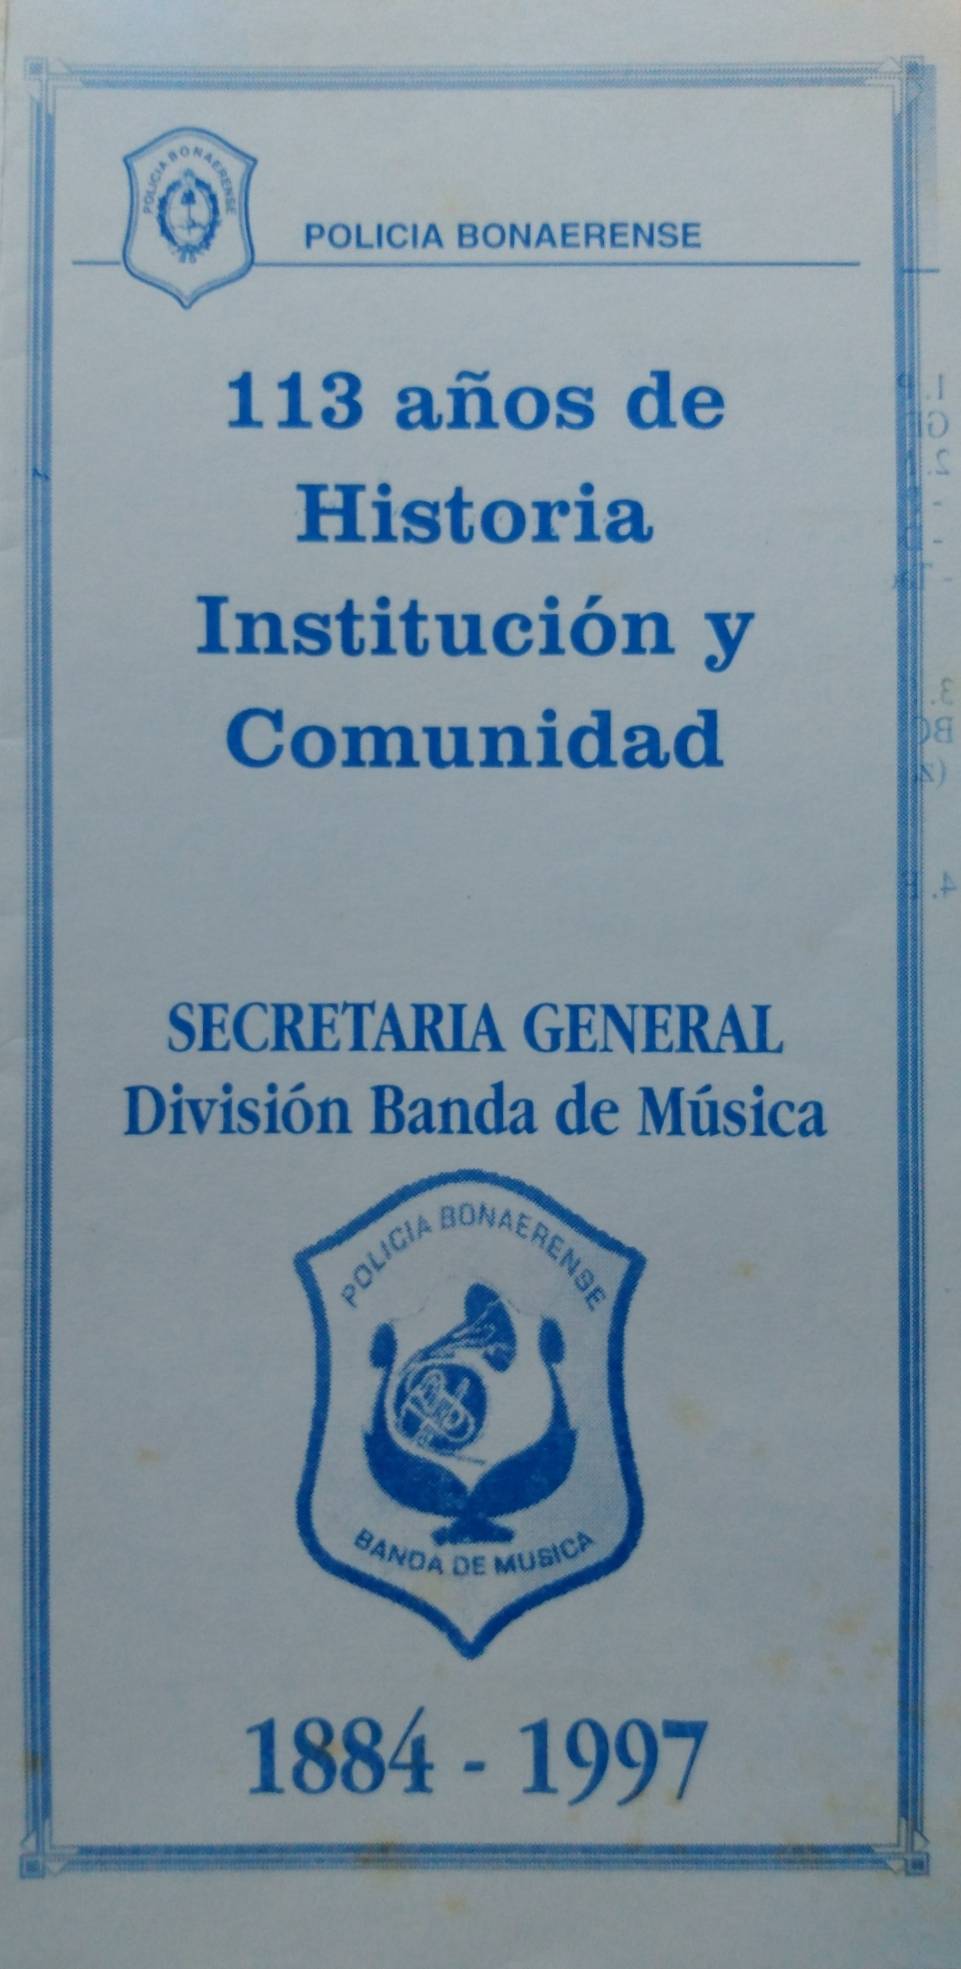 POLICIA BONAERENSE
POLICIA BONAERENSE
113 años de
Historia
Institución y
Comunidad
SECRETARIA GENERAL
División Banda de Música
POLICIA BONAERENSE
BANDA DE MUSICA
1884 - 1997